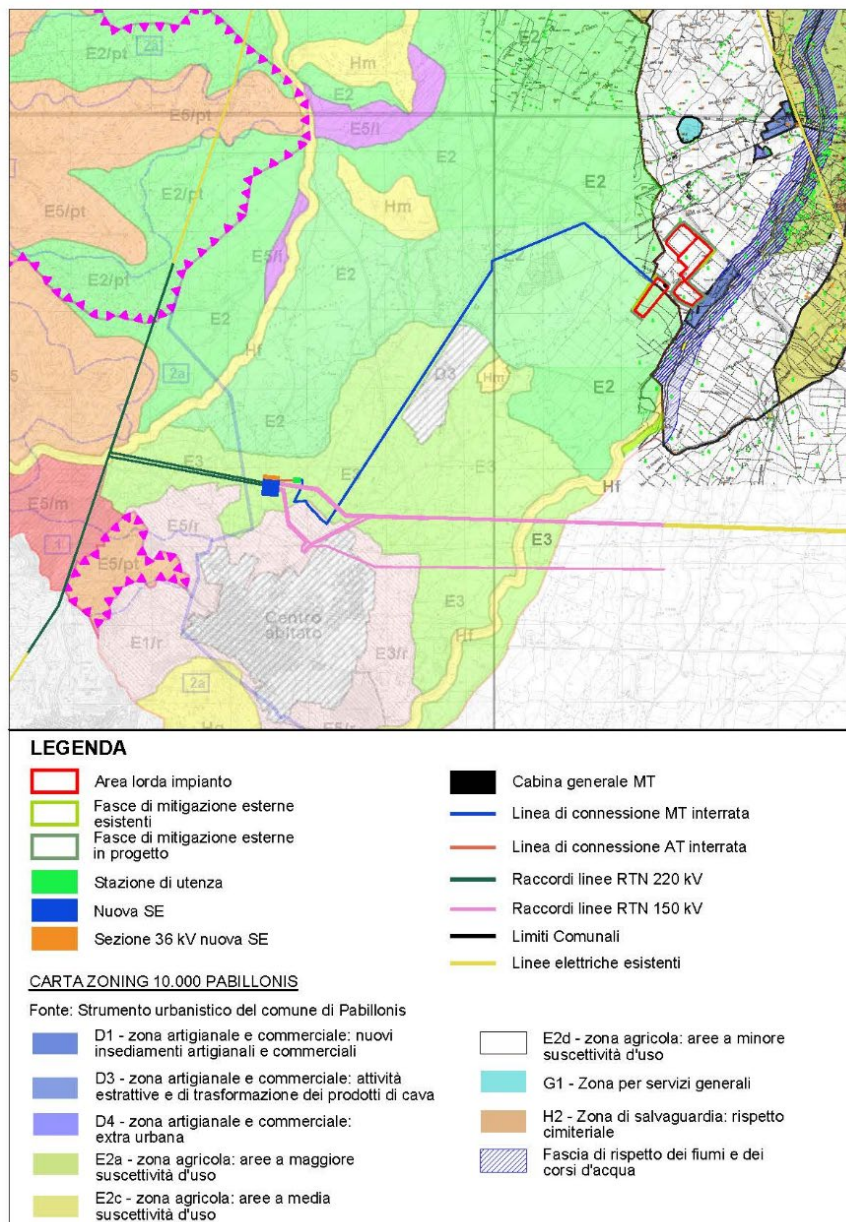 2a
E2/pt
E2
Hm
E5/pt
E5/l
E2
E2
E2/pt
Hm
E5/pt
E5/l
E2
E2
E2/pt
E2
Hf
2a
D3
Hm
E2
E3
E3
E3
Hf
E5/m
E5/r
E3
1
E5/pt
Centro
abitato
E3
E1/r
E3/r
Hf
2a
E5/r
LEGENDA
Area lorda impianto
Fasce di mitigazione esterne
esistenti
Fasce di mitigazione esterne
in progetto
Stazione di utenza
Nuova SE
Sezione 36 kV nuova SE
Cabina generale MT
Linea di connessione MT interrata
Linea di connessione AT interrata
Raccordi linee RTN 220 kV
Raccordi linee RTN 150 kV
Limiti Comunali
Linee elettriche esistenti
CARTA ZONING 10.000 PABILLONIS
Fonte: Strumento urbanistico del comune di Pabillonis
D1 - zona artigianale e commerciale: nuovi
insediamenti artigianali e commerciali
D3 - zona artigianale e commerciale: attività
estrattive e di trasformazione dei prodotti di cava
D4 - zona artigianale e commerciale:
extra urbana
E2a - zona agricola: aree a maggiore
suscettività d'uso
E2c - zona agricola: aree a media
suscettività d'uso
E2d - zona agricola: aree a minore
suscettività d'uso
G1 - Zona per servizi generali
H2 - Zona di salvaguardia: rispetto
cimiteriale
Fascia di rispetto dei fiumi e dei
corsi d'acqua